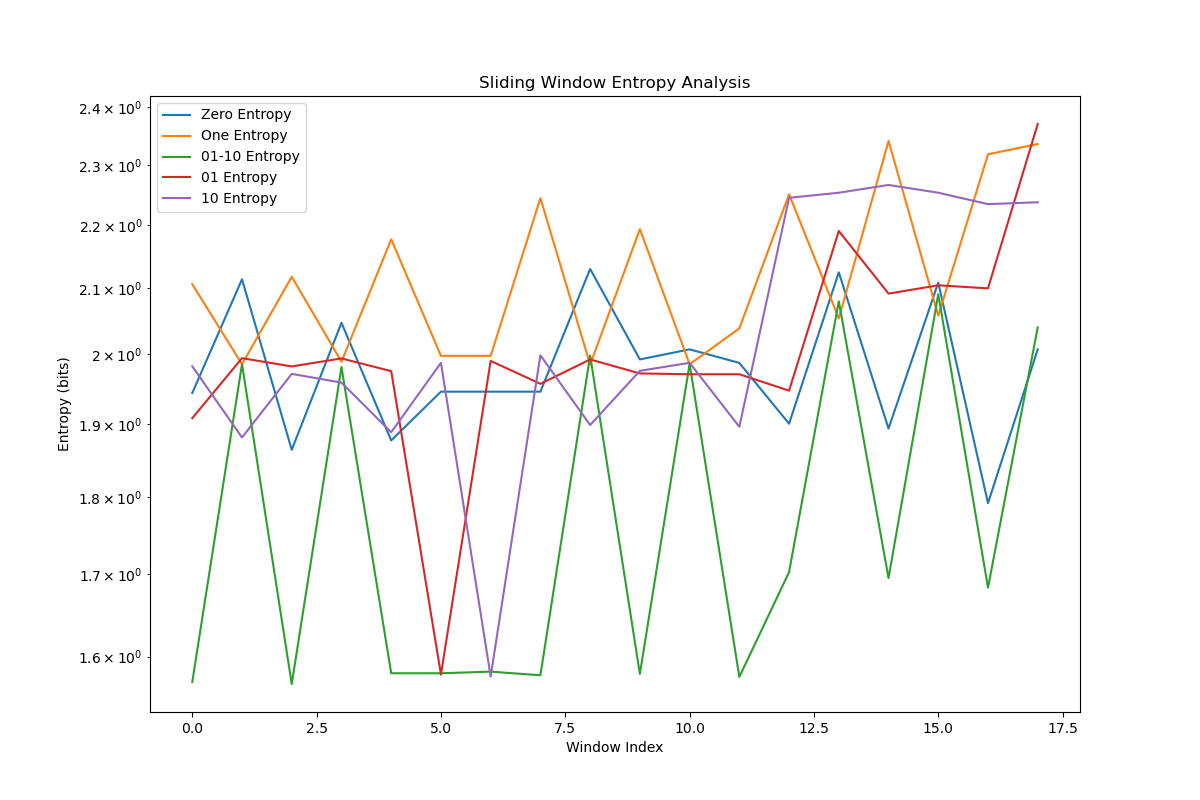 Sliding Window Entropy Analysis
Zero Entropy
One Entropy
01-10 Entropy
01 Entropy
10 Entropy
2.4 × 10⁰
2.3 × 10⁰
2.2 × 10⁰
2.1 × 10⁰
2 × 10⁰
1.9 × 10⁰
1.8 × 10⁰
1.7 × 10⁰
1.6 × 10⁰
Entropy (bits)
0.0 2.5 5.0 7.5 10.0 12.5 15.0 17.5
Window Index